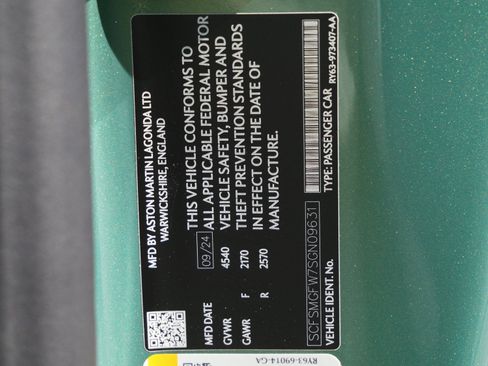 MFD BY ASTON MARTIN LAGONDA LTD
WARWICKSHIRE, ENGLAND
MFD DATE 09/24
GVWR 4540
GAWR F 2170
R 2570
THIS VEHICLE CONFORMS TO
ALL APPLICABLE FEDERAL MOTOR
VEHICLE SAFETY, BUMPER AND
THEFT PREVENTION STANDARDS
IN EFFECT ON THE DATE OF
MANUFACTURE.
SCFSMGFW7SGN09631
VEHICLE IDENT. No.
TYPE: PASSENGER CAR
RY63-973407-AA
RY63-69014-GA